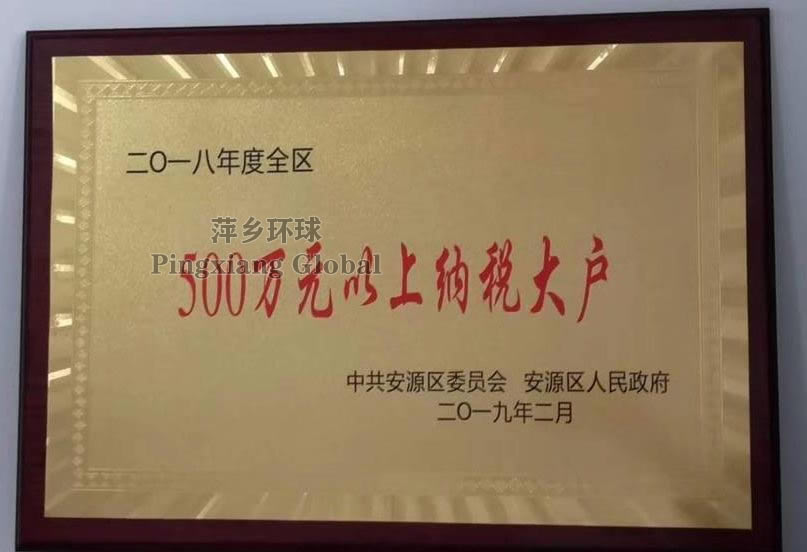 二〇一八年度全区
萍乡环球
Pingxiang Global
500万元以上纳税大户
中共安源区委员会 安源区人民政府
二〇一九年二月